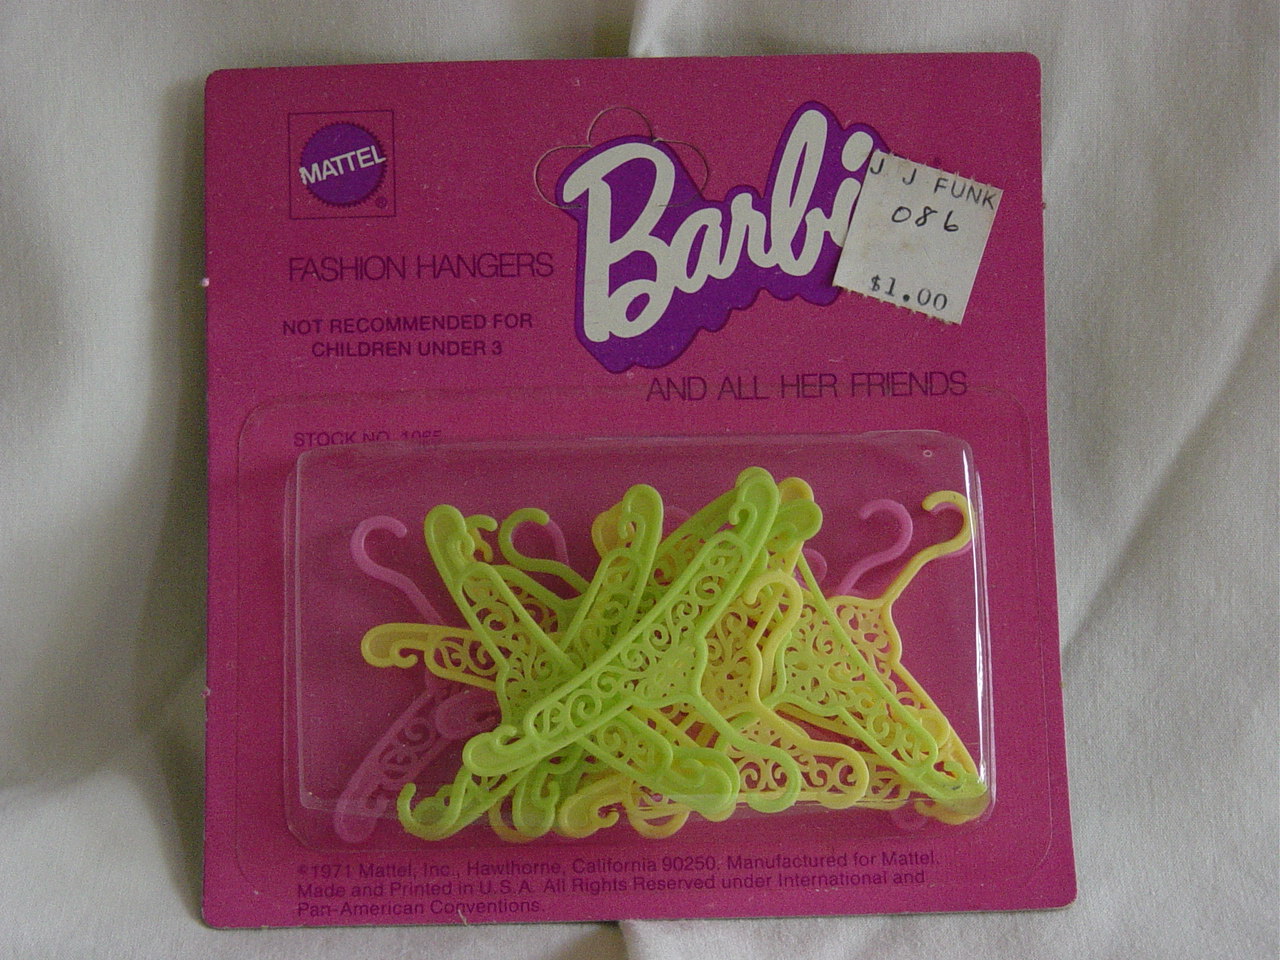 MATTEL
®
Barbi
J J FUNK
086
$1.00
FASHION HANGERS
NOT RECOMMENDED FOR
CHILDREN UNDER 3
AND ALL HER FRIENDS
STOCK NO. 1065
©1971 Mattel, Inc., Hawthorne, California 90250. Manufactured for Mattel.
Made and Printed in U.S.A. All Rights Reserved under International and
Pan-American Conventions.